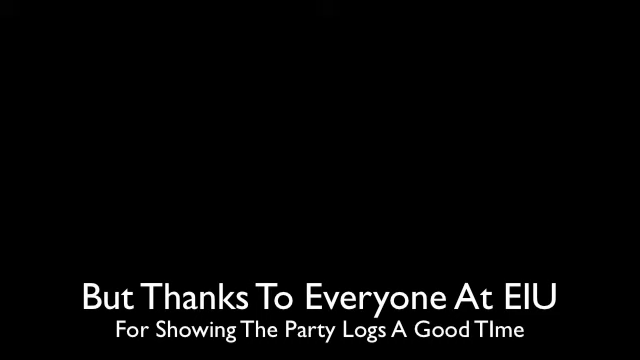 But Thanks To Everyone At EIU
For Showing The Party Logs A Good TIme